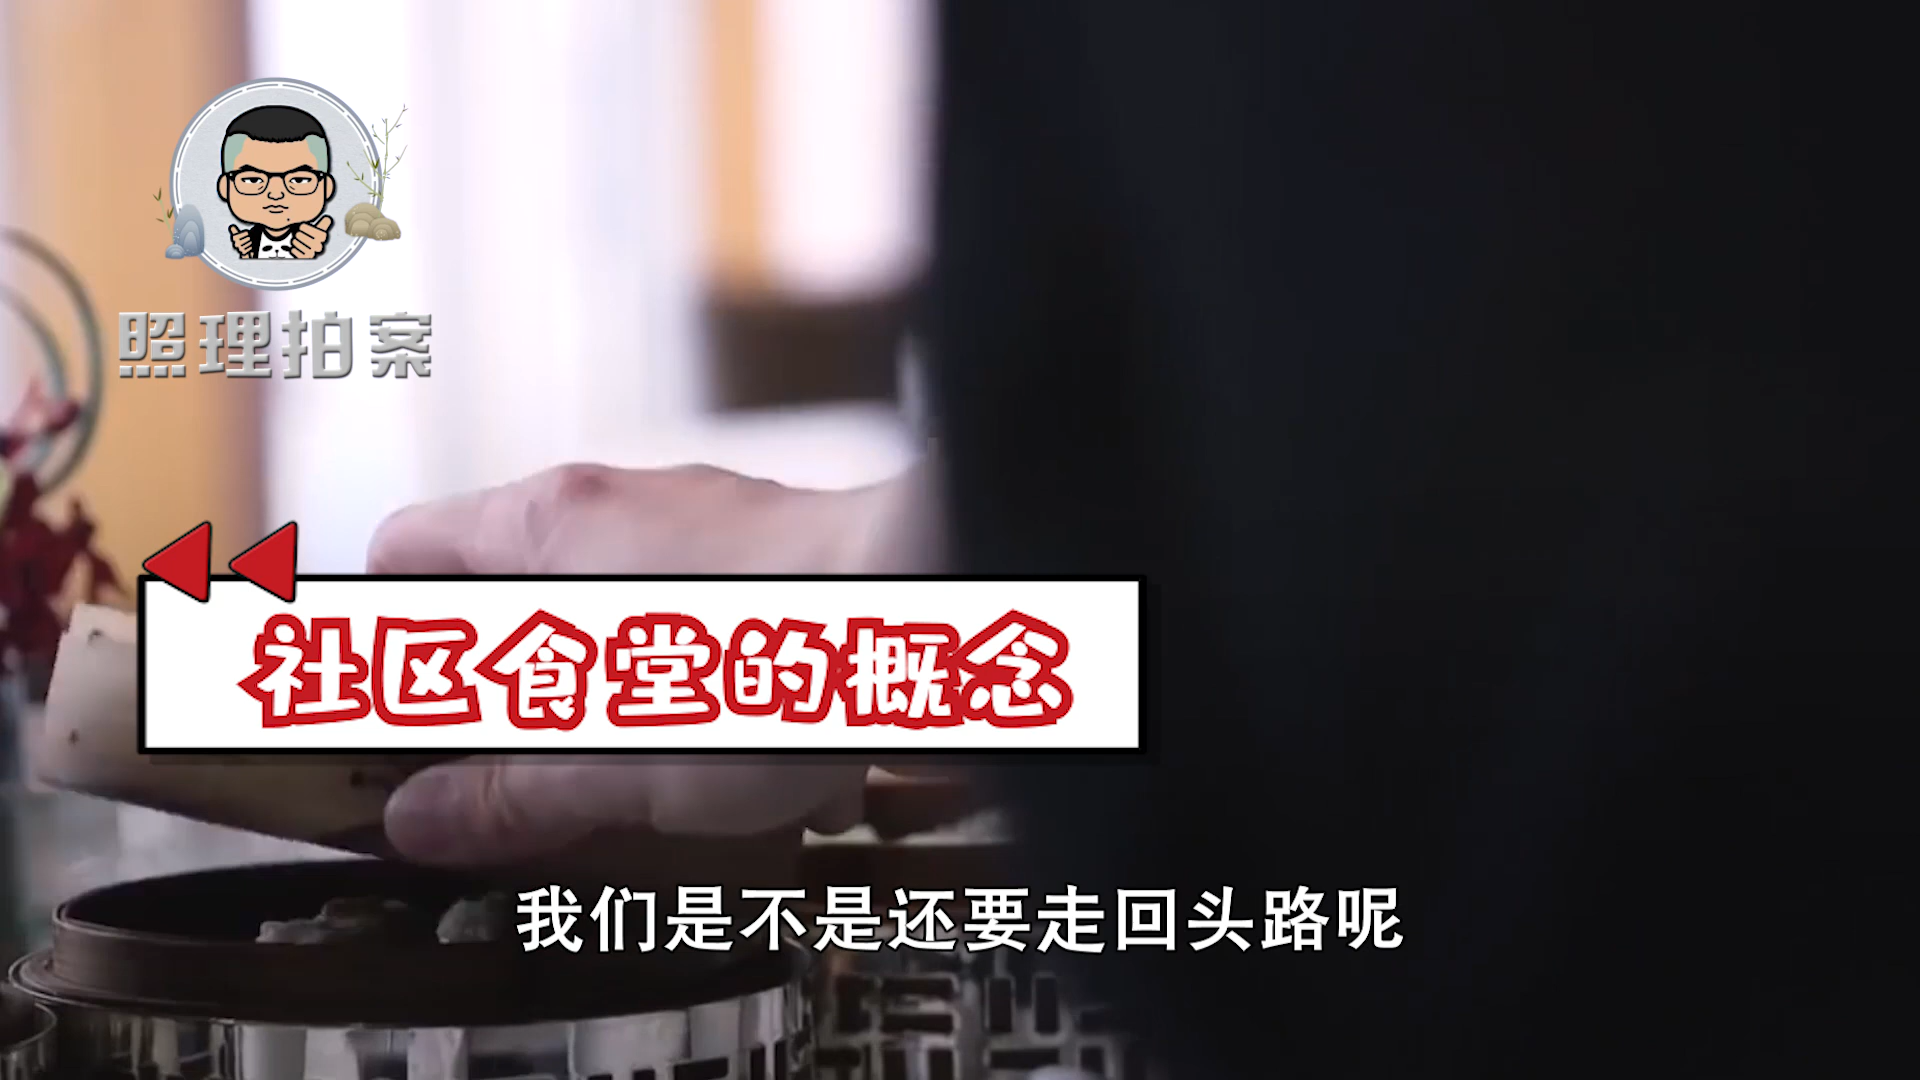 照理拍案
社区食堂的概念
我们是不是还要走回头路呢